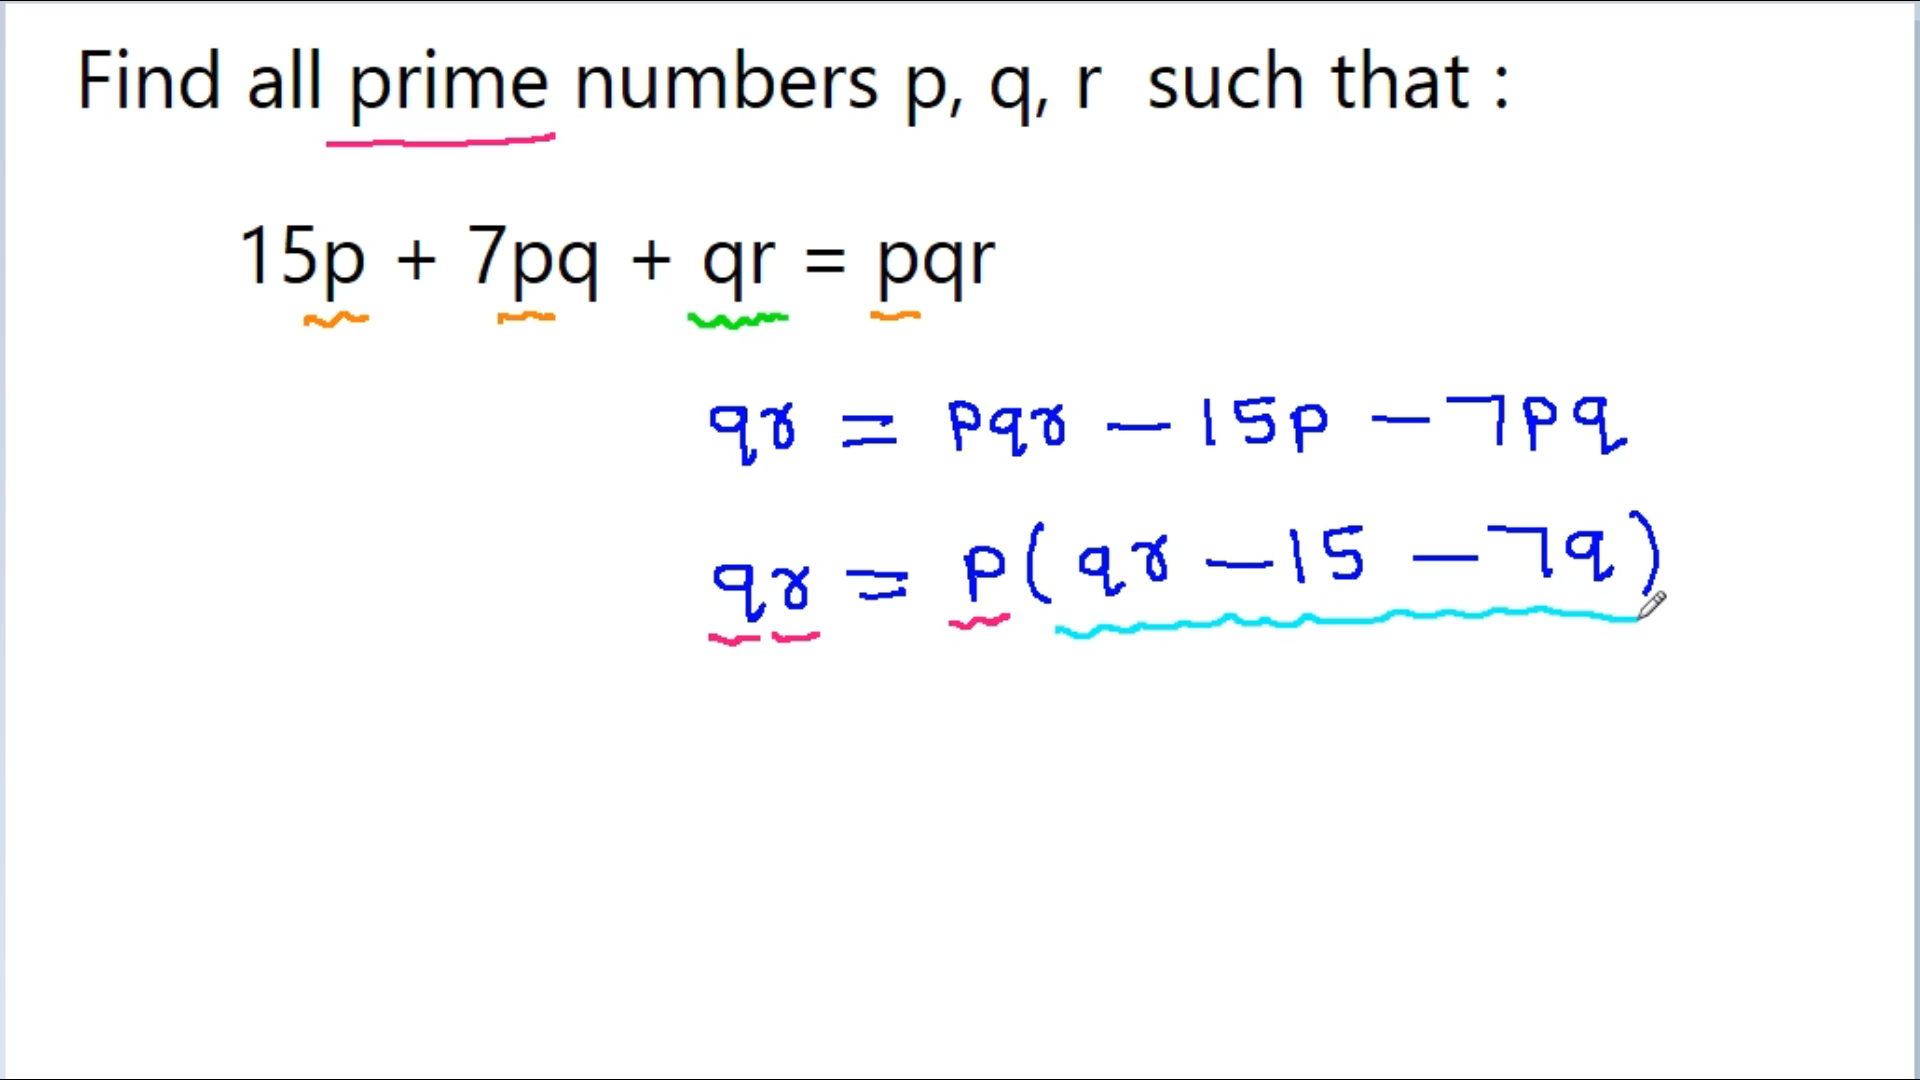 Find all prime numbers p, q, r such that :
15p + 7pq + qr = pqr
qr = pqr - 15p - 7pq
qr = p(qr - 15 - 7q)